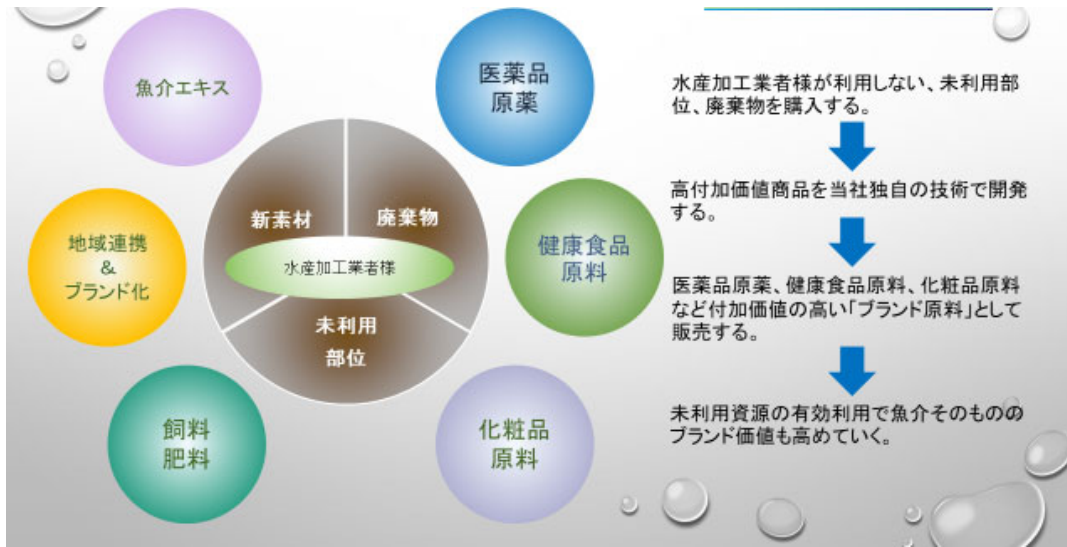 魚介エキス
医薬品
原薬
地域連携
&
ブランド化
新素材
廃棄物
水産加工業者様
未利用
部位
健康食品
原料
飼料
肥料
化粧品
原料
水産加工業者様が利用しない、未利用部
位、廃棄物を購入する。
高付加価値商品を当社独自の技術で開発
する。
医薬品原薬、健康食品原料、化粧品原料
など付加価値の高い「ブランド原料」として
販売する。
未利用資源の有効利用で魚介そのものの
ブランド価値も高めていく。